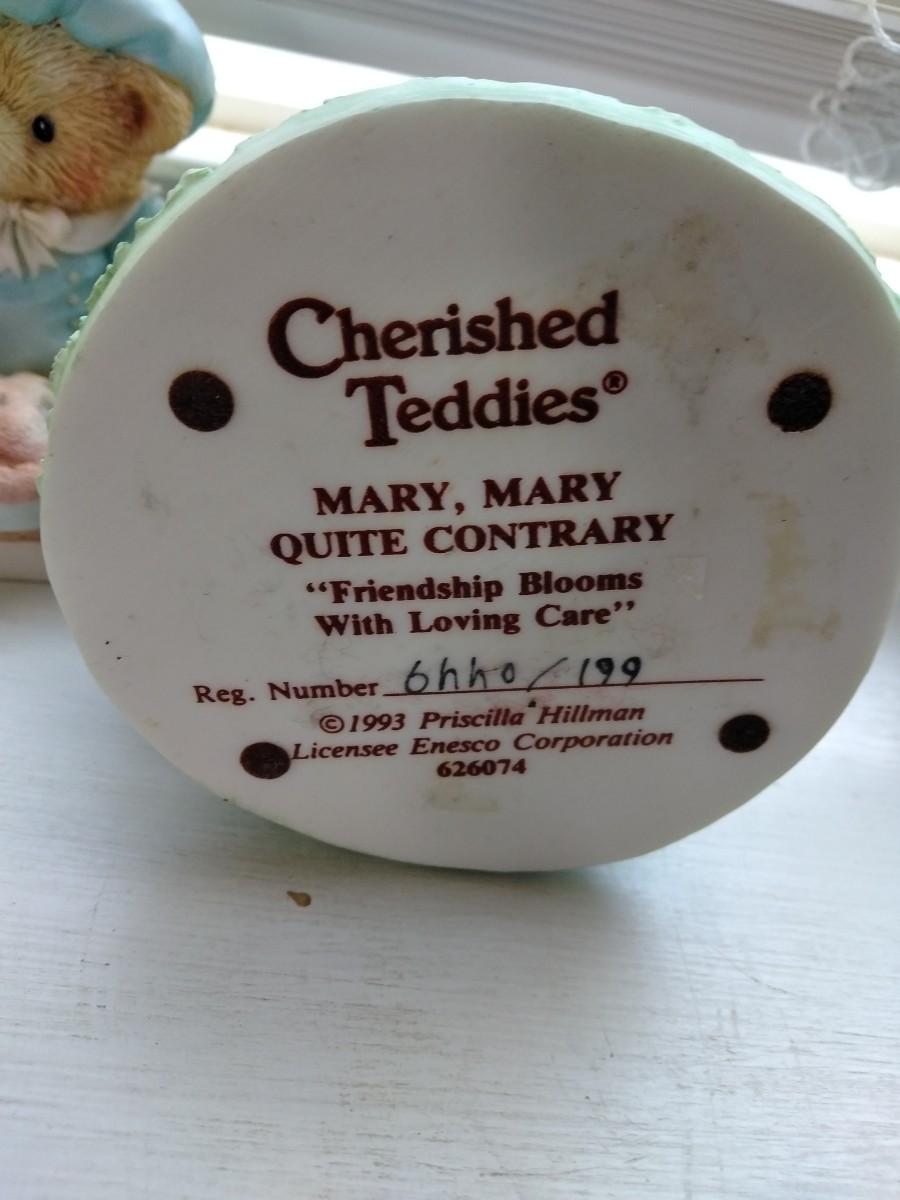 Cherished
Teddies®
MARY, MARY
QUITE CONTRARY
“Friendship Blooms
With Loving Care”
Reg. Number 6hh0/199
©1993 Priscilla Hillman
Licensee Enesco Corporation
626074